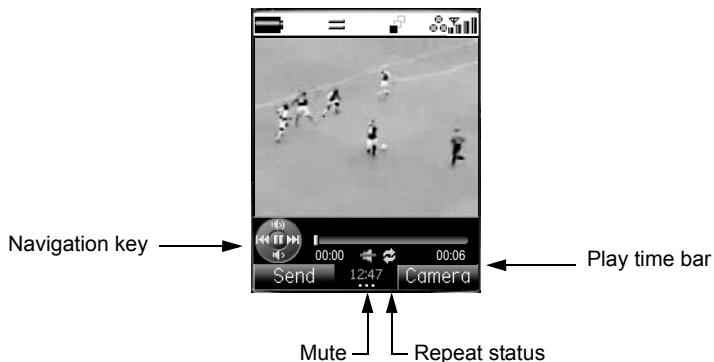 Navigation key
00:00
00:06
Play time bar
Send
12:47
Camera
Mute
Repeat status